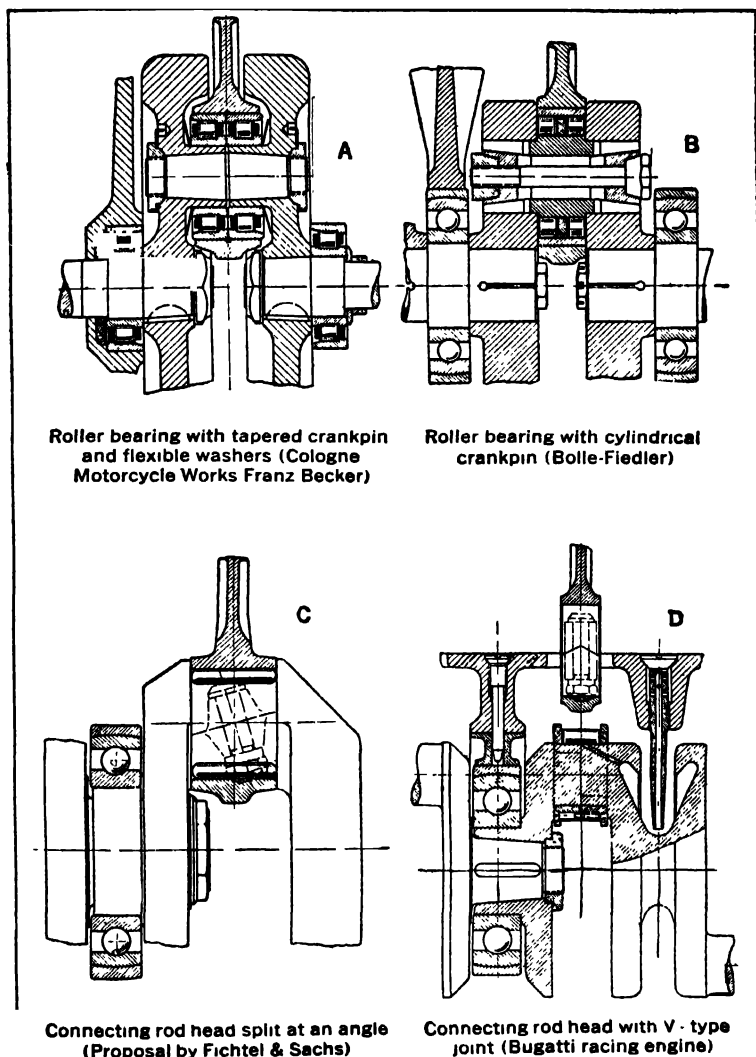 A
B
Roller bearing with tapered crankpin
and flexible washers (Cologne
Motorcycle Works Franz Becker)
Roller bearing with cylindrical
crankpin (Bolle-Fiedler)
C
D
Connecting rod head split at an angle
(Proposal by Fichtel & Sachs)
Connecting rod head with V - type
joint (Bugatti racing engine)